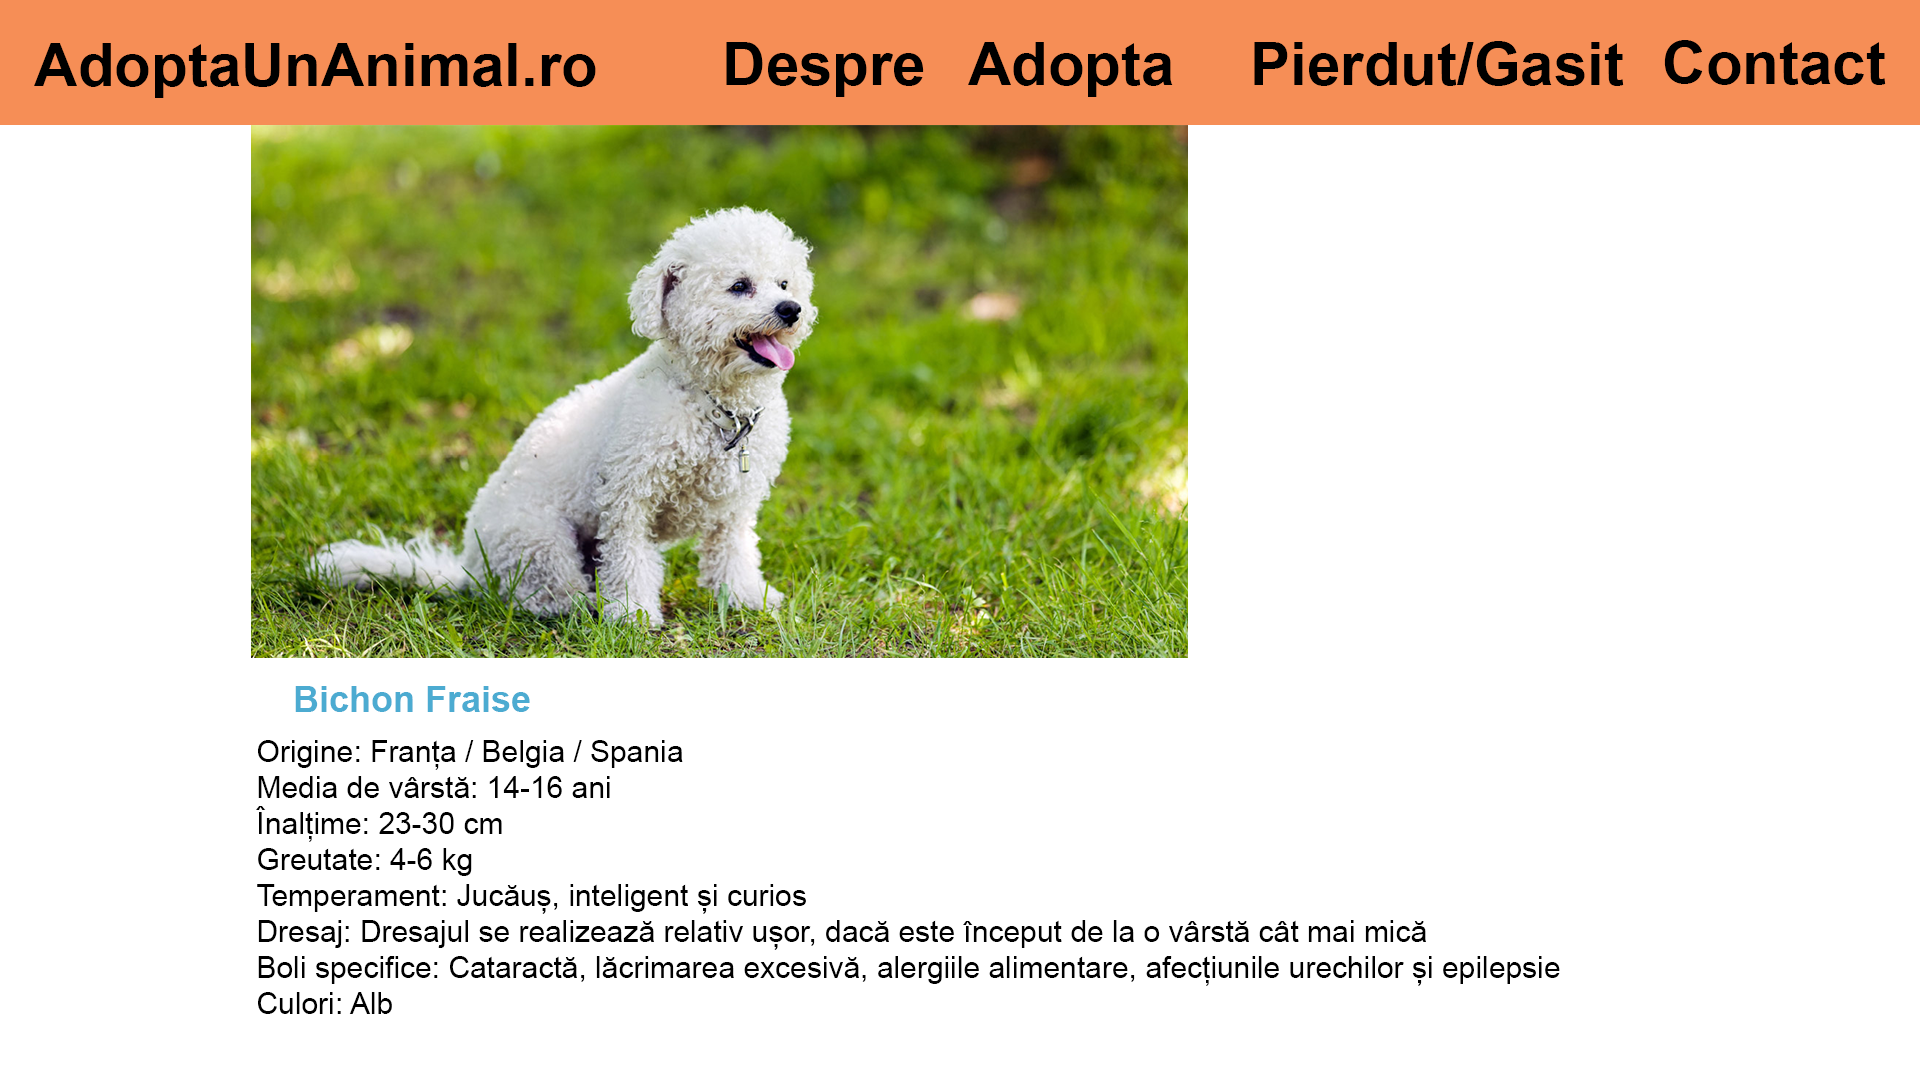 AdoptaUnAnimal.ro Despre Adopta Pierdut/Gasit Contact
Bichon Fraise
Origine: Franța / Belgia / Spania
Media de vârstă: 14-16 ani
Înalțime: 23-30 cm
Greutate: 4-6 kg
Temperament: Jucăuș, inteligent și curios
Dresaj: Dresajul se realizează relativ ușor, dacă este început de la o vârstă cât mai mică
Boli specifice: Cataractă, lăcrimarea excesivă, alergiile alimentare, afecțiunile urechilor și epilepsie
Culori: Alb